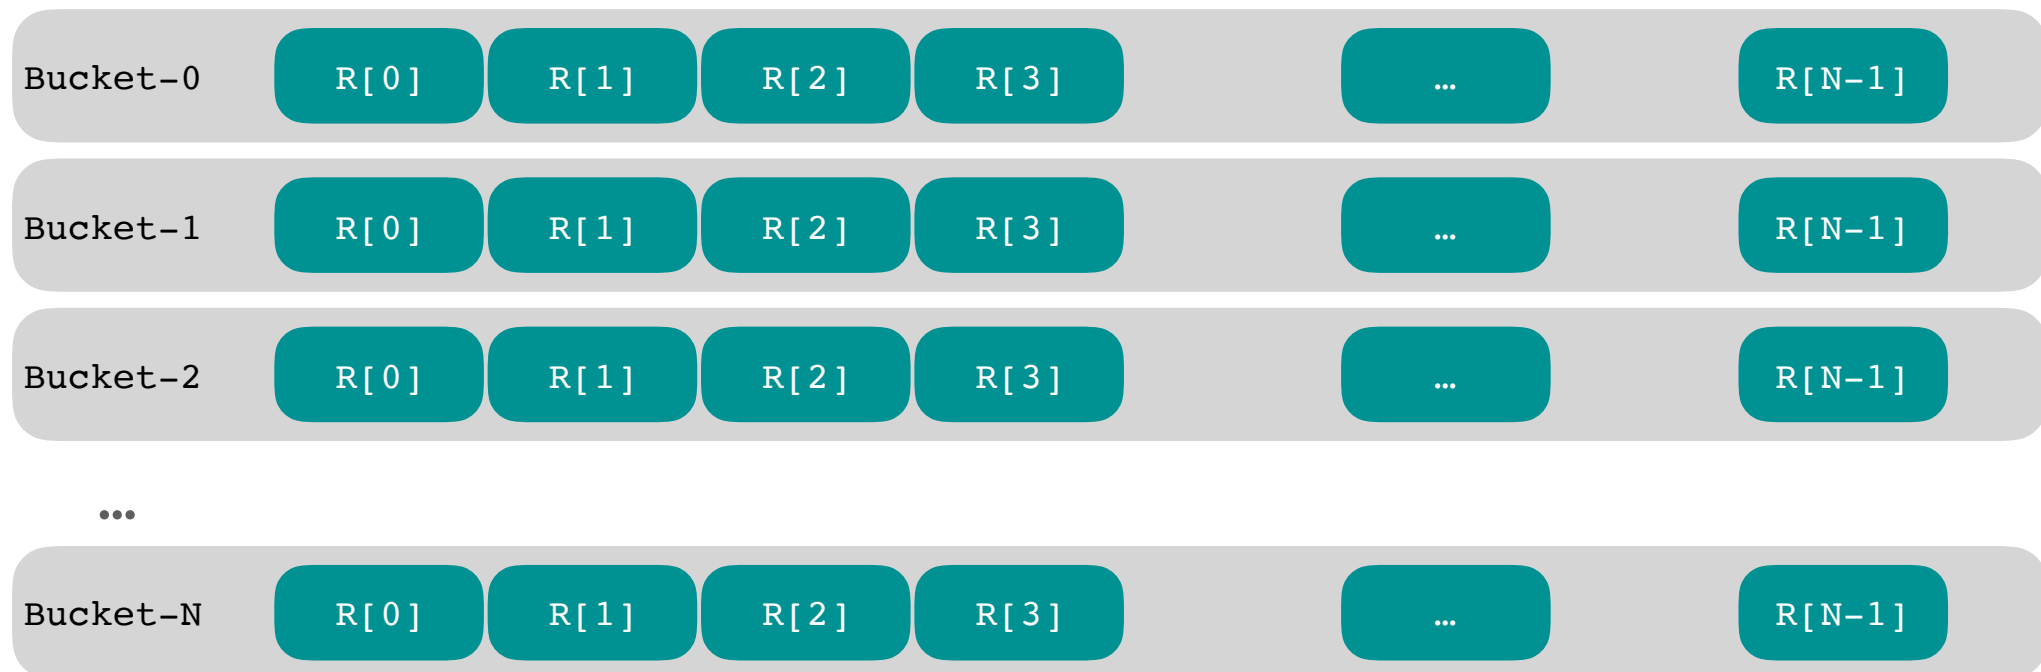 Bucket-0 R[0] R[1] R[2] R[3] … R[N-1]
Bucket-1 R[0] R[1] R[2] R[3] … R[N-1]
Bucket-2 R[0] R[1] R[2] R[3] … R[N-1]
…
Bucket-N R[0] R[1] R[2] R[3] … R[N-1]